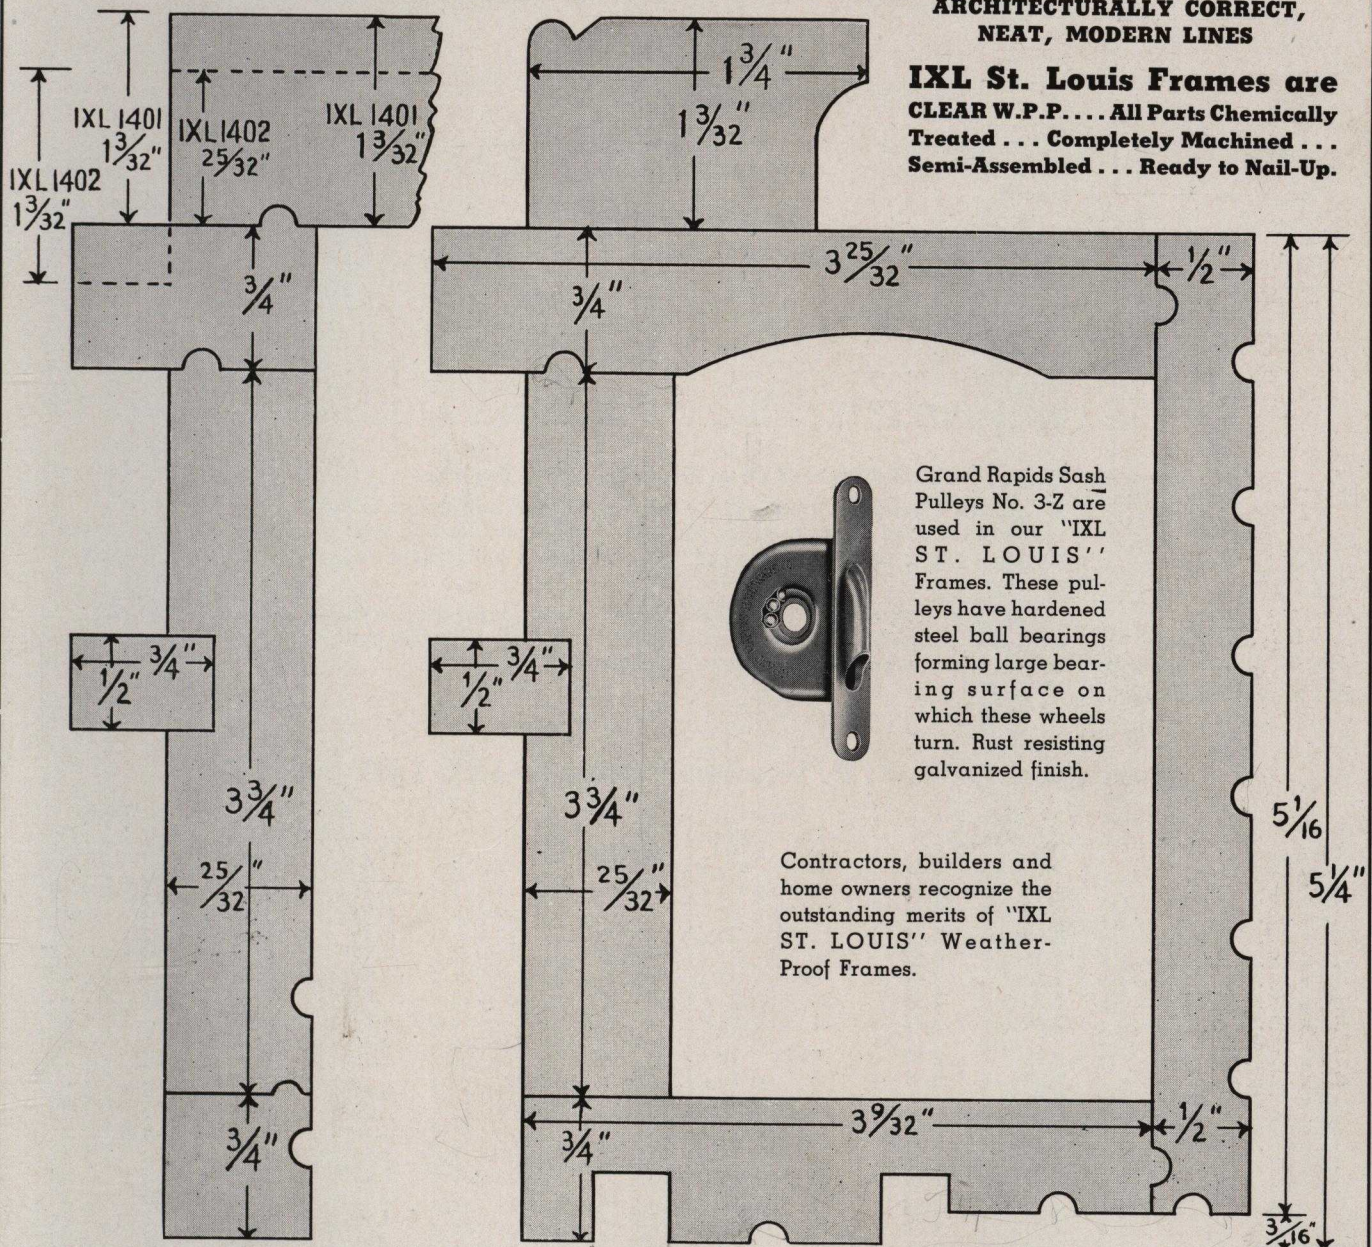 ARCHITECTURALLY CORRECT,
NEAT, MODERN LINES
IXL St. Louis Frames are
CLEAR W.P.P.... All Parts Chemically
Treated ... Completely Machined ...
Semi-Assembled ... Ready to Nail-Up.
IXL 1401
1 3/32"
IXL 1402
25/32"
IXL 1401
1 3/32"
IXL 1402
1 3/32"
1 3/4"
1 3/32"
3/4"
3/4"
3 25/32"
1/2"
Grand Rapids Sash
Pulleys No. 3-Z are
used in our "IXL
ST. LOUIS"
Frames. These pul-
leys have hardened
steel ball bearings
forming large bear-
ing surface on
which these wheels
turn. Rust resisting
galvanized finish.
3/4"
1/2"
3/4"
1/2"
3 3/4"
3 3/4"
25/32"
25/32"
5 1/16
5 1/4"
Contractors, builders and
home owners recognize the
outstanding merits of "IXL
ST. LOUIS" Weather-
Proof Frames.
3/4"
3/4"
3 9/32"
1/2"
3/16"